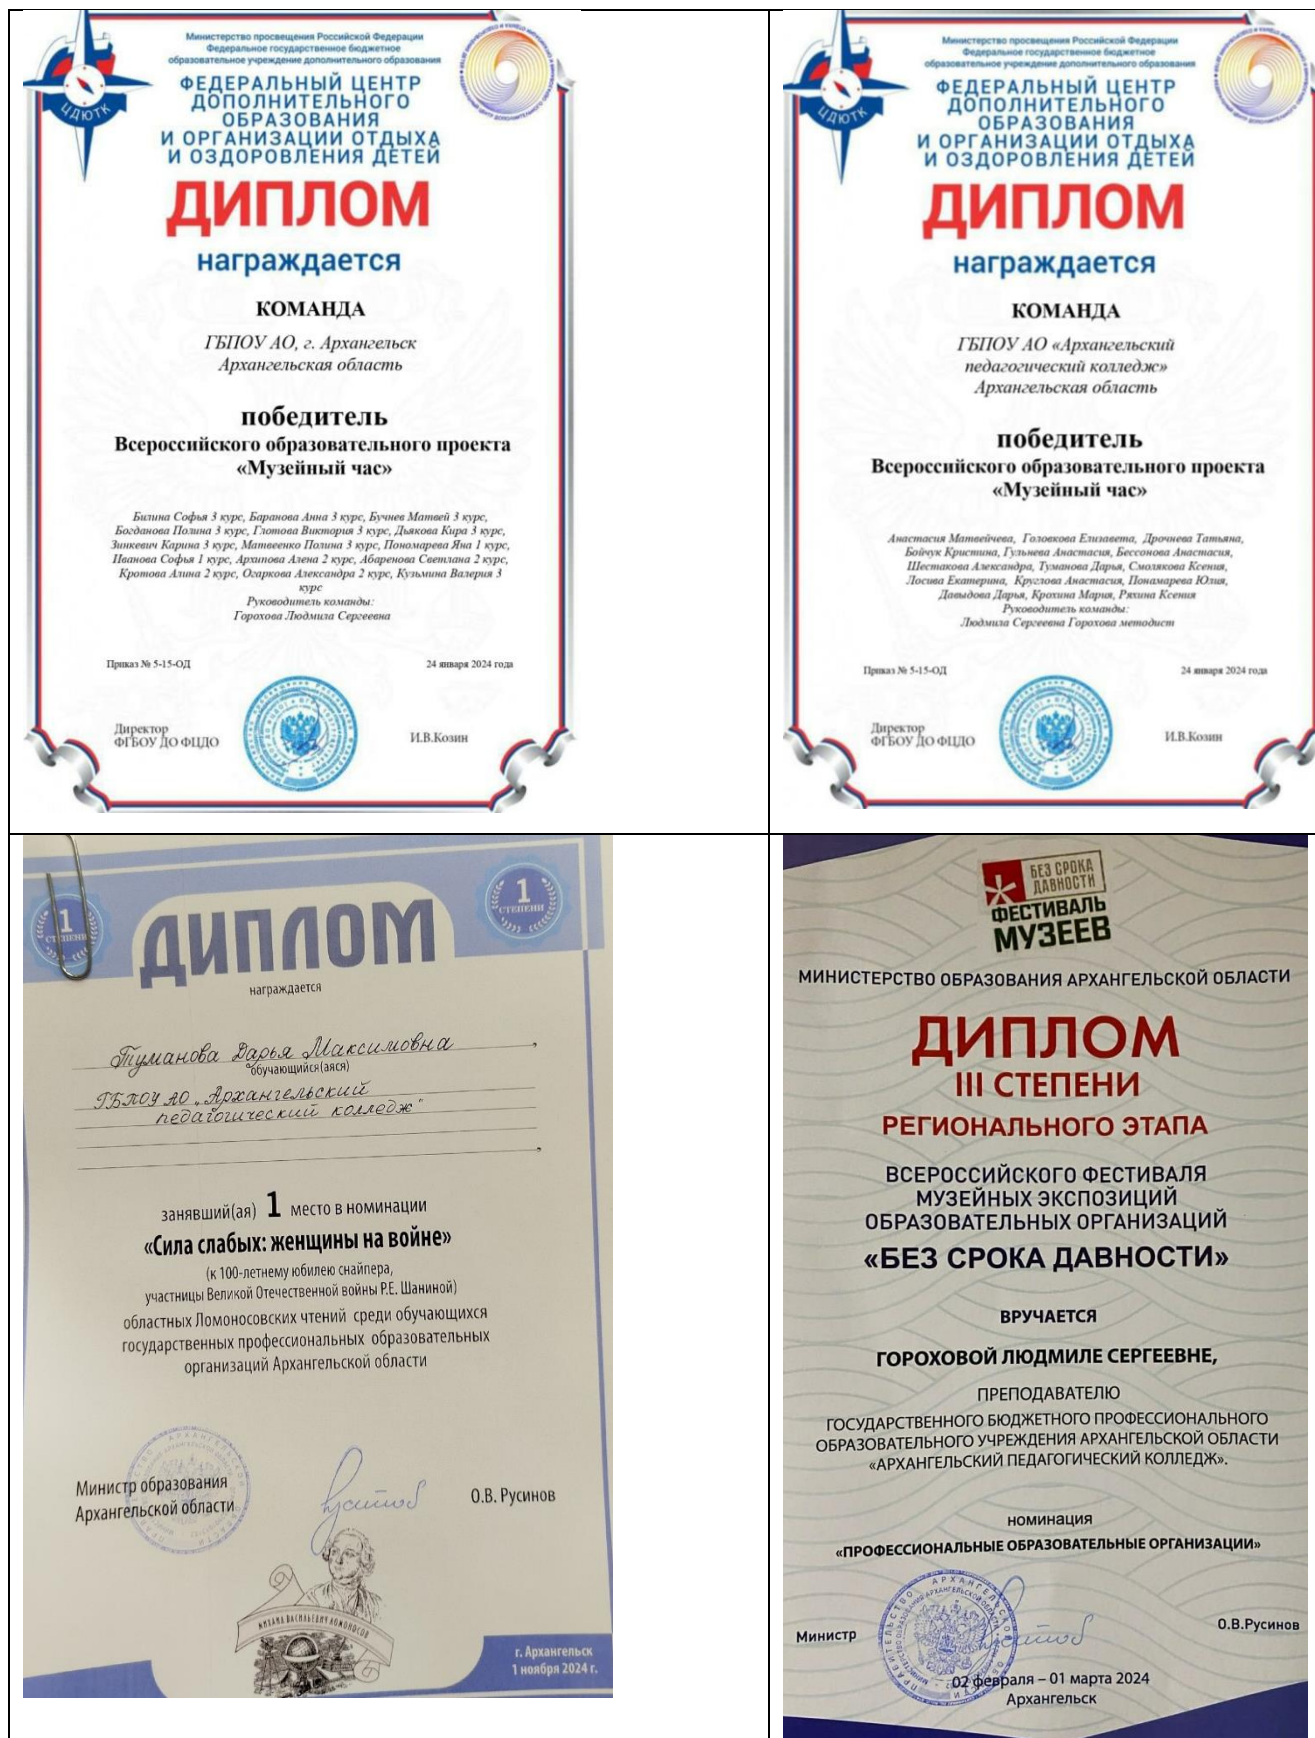 Министерство просвещения Российской Федерации
Федеральное государственное бюджетное
образовательное учреждение дополнительного образования
ФЕДЕРАЛЬНЫЙ ЦЕНТР
ДОПОЛНИТЕЛЬНОГО
ОБРАЗОВАНИЯ
И ОРГАНИЗАЦИИ ОТДЫХА
И ОЗДОРОВЛЕНИЯ ДЕТЕЙ
ЦДЮТК
ДИПЛОМ
награждается
КОМАНДА
ГБПОУ АО, г. Архангельск
Архангельская область
победитель
Всероссийского образовательного проекта
«Музейный час»
Билина Софья 3 курс, Баранова Анна 3 курс, Бучнев Матвей 3 курс,
Богданова Полина 3 курс, Глотова Виктория 3 курс, Дьякова Кира 3 курс,
Зинкевич Карина 3 курс, Матвеенко Полина 3 курс, Пономарева Яна 1 курс,
Иванова Софья 1 курс, Архипова Алена 2 курс, Абаренова Светлана 2 курс,
Кротова Алина 2 курс, Огаркова Александра 2 курс, Кузьмина Валерия 3
курс
Руководитель команды:
Горохова Людмила Сергеевна
Приказ № 5-15-ОД 24 января 2024 года
Директор
ФГБОУ ДО ФЦДО И.В.Козин
Министерство просвещения Российской Федерации
Федеральное государственное бюджетное
образовательное учреждение дополнительного образования
ФЕДЕРАЛЬНЫЙ ЦЕНТР
ДОПОЛНИТЕЛЬНОГО
ОБРАЗОВАНИЯ
И ОРГАНИЗАЦИИ ОТДЫХА
И ОЗДОРОВЛЕНИЯ ДЕТЕЙ
ЦДЮТК
ДИПЛОМ
награждается
КОМАНДА
ГБПОУ АО «Архангельский
педагогический колледж»
Архангельская область
победитель
Всероссийского образовательного проекта
«Музейный час»
Анастасия Матвейчева, Головкова Елизавета, Дрочнева Татьяна,
Бойчук Кристина, Гульнева Анастасия, Бессонова Анастасия,
Шестакова Александра, Туманова Дарья, Смолякова Ксения,
Лосива Екатерина, Круглова Анастасия, Понамарева Юлия,
Давыдова Дарья, Крохина Мария, Ряхина Ксения
Руководитель команды:
Людмила Сергеевна Горохова методист
Приказ № 5-15-ОД 24 января 2024 года
Директор
ФГБОУ ДО ФЦДО И.В.Козин
1
СТЕПЕНИ
1
СТЕПЕНИ
ДИПЛОМ
награждается
Туманова Дарья Максимовна,
обучающийся(аяся)
ГБПОУ АО „Архангельский
педагогический колледж“
занявший(ая) 1 место в номинации
«Сила слабых: женщины на войне»
(к 100-летнему юбилею снайпера,
участницы Великой Отечественной войны Р.Е. Шаниной)
областных Ломоносовских чтений среди обучающихся
государственных профессиональных образовательных
организаций Архангельской области
Министр образования
Архангельской области О.В. Русинов
МИХАИЛ ВАСИЛЬЕВИЧ ЛОМОНОСОВ
г. Архангельск
1 ноября 2024 г.
БЕЗ СРОКА
ДАВНОСТИ
ФЕСТИВАЛЬ
МУЗЕЕВ
МИНИСТЕРСТВО ОБРАЗОВАНИЯ АРХАНГЕЛЬСКОЙ ОБЛАСТИ
ДИПЛОМ
III СТЕПЕНИ
РЕГИОНАЛЬНОГО ЭТАПА
ВСЕРОССИЙСКОГО ФЕСТИВАЛЯ
МУЗЕЙНЫХ ЭКСПОЗИЦИЙ
ОБРАЗОВАТЕЛЬНЫХ ОРГАНИЗАЦИЙ
«БЕЗ СРОКА ДАВНОСТИ»
ВРУЧАЕТСЯ
ГОРОХОВОЙ ЛЮДМИЛЕ СЕРГЕЕВНЕ,
ПРЕПОДАВАТЕЛЮ
ГОСУДАРСТВЕННОГО БЮДЖЕТНОГО ПРОФЕССИОНАЛЬНОГО
ОБРАЗОВАТЕЛЬНОГО УЧРЕЖДЕНИЯ АРХАНГЕЛЬСКОЙ ОБЛАСТИ
«АРХАНГЕЛЬСКИЙ ПЕДАГОГИЧЕСКИЙ КОЛЛЕДЖ».
НОМИНАЦИЯ
«ПРОФЕССИОНАЛЬНЫЕ ОБРАЗОВАТЕЛЬНЫЕ ОРГАНИЗАЦИИ»
Министр О.В.Русинов
02 февраля – 01 марта 2024
Архангельск